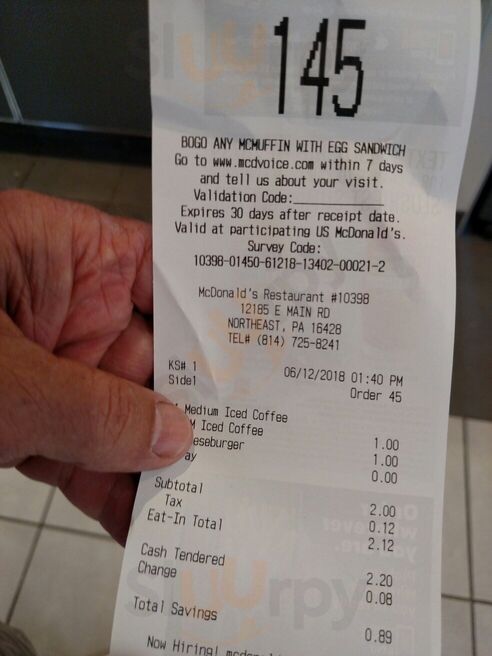 145
BOGO ANY MCMUFFIN WITH EGG SANDWICH
Go to www.mcdvoice.com within 7 days
and tell us about your visit.
Validation Code:____________
Expires 30 days after receipt date.
Valid at participating US McDonald's.
Survey Code:
10398-01450-61218-13402-00021-2
McDonald's Restaurant #10398
12185 E MAIN RD
NORTHEAST, PA 16428
TEL# (814) 725-8241
KS# 1 06/12/2018 01:40 PM
Side1 Order 45
Medium Iced Coffee 1.00
M Iced Coffee 1.00
eseburger 0.00
ay
Subtotal 2.00
Tax 0.12
Eat-In Total 2.12
Cash Tendered 2.20
Change 0.08
Total Savings 0.89
Now Hiring!
sluurpy